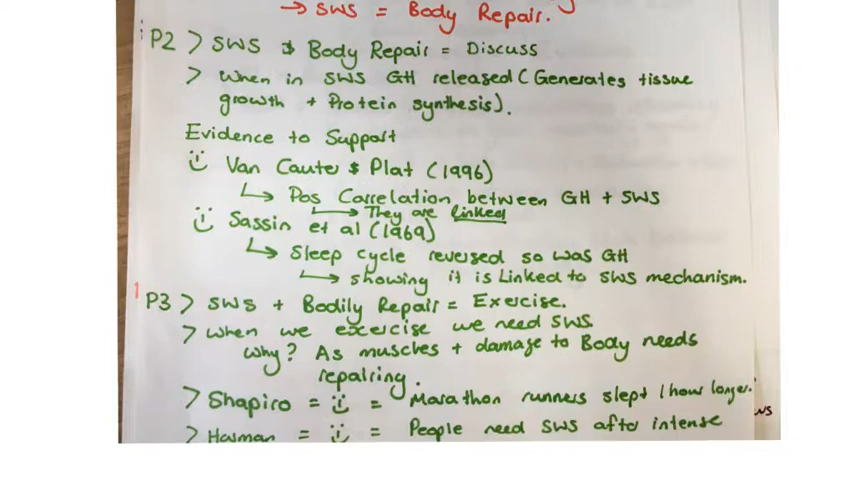 → SWS = Body Repair.
P2 > SWS & Body Repair = Discuss
> When in SWS GH released (Generates tissue
growth + Protein synthesis).
Evidence to Support
Van Cauter & Plat (1996)
↳ Pos Correlation between GH + SWS
↳ They are linked
Sassin et al (1969)
↳ Sleep cycle reversed so was GH
↳ showing it is Linked to SWS mechanism.
P3 > SWS + Bodily Repair = Exercise.
> When we exercise we need SWS.
Why? As muscles + damage to Body needs
repairing.
> Shapiro = = Marathon runners slept 1 hour longer.
ws
> = = People need SWS after intense